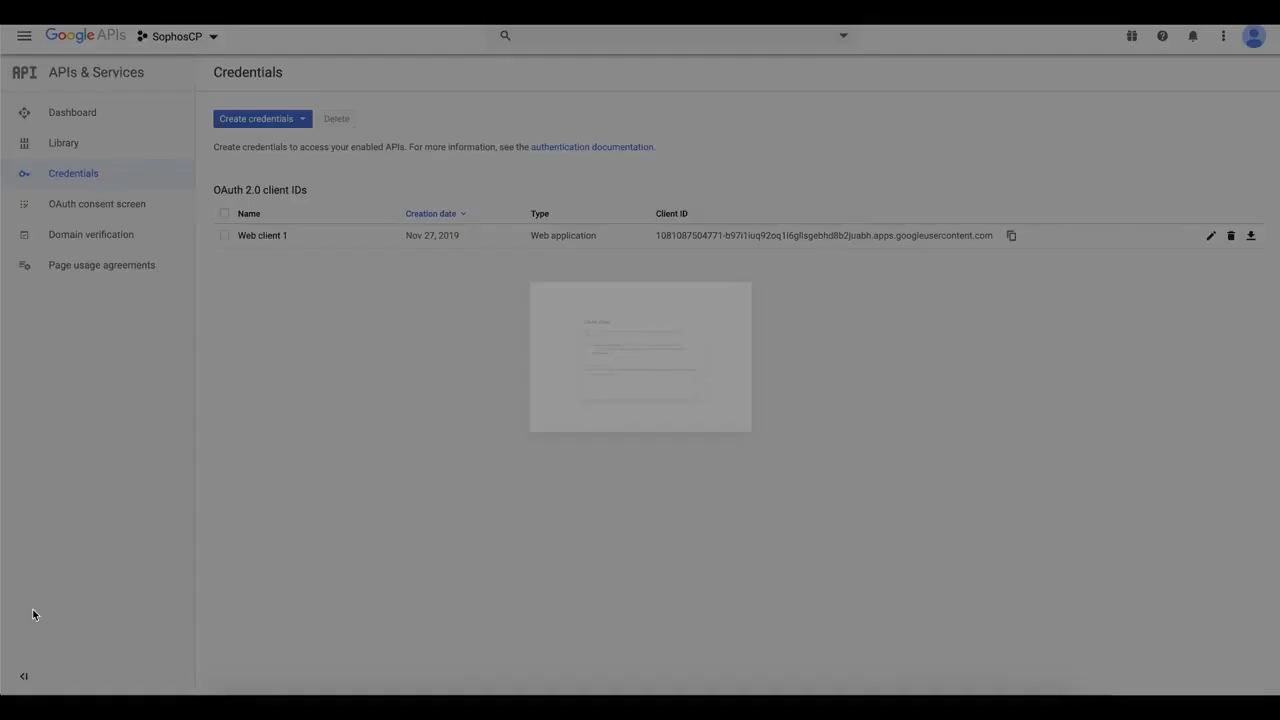 Google APIs SophosCP
API APIs & Services Credentials
Dashboard
Library
Credentials
OAuth consent screen
Domain verification
Page usage agreements
Create credentials Delete
Create credentials to access your enabled APIs. For more information, see the authentication documentation.
OAuth 2.0 client IDs
Name Creation date Type Client ID
Web client 1 Nov 27, 2019 Web application 1081087504771-b97i1iuq92oq1l6gllsgebhd8b2juabh.apps.googleusercontent.com